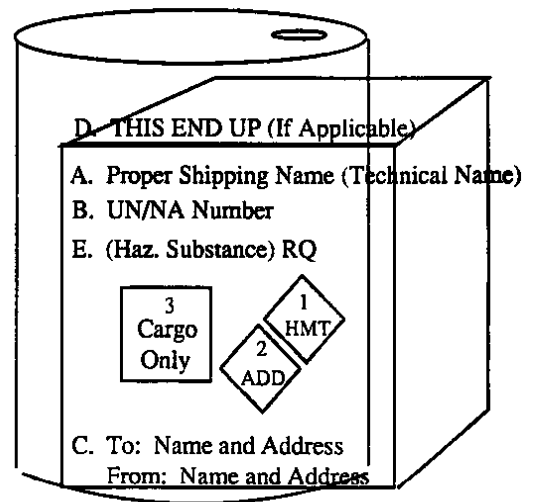 D. THIS END UP (If Applicable)
A. Proper Shipping Name (Technical Name)
B. UN/NA Number
E. (Haz. Substance) RQ
3
Cargo
Only
1
HMT
2
ADD
C. To: Name and Address
From: Name and Address